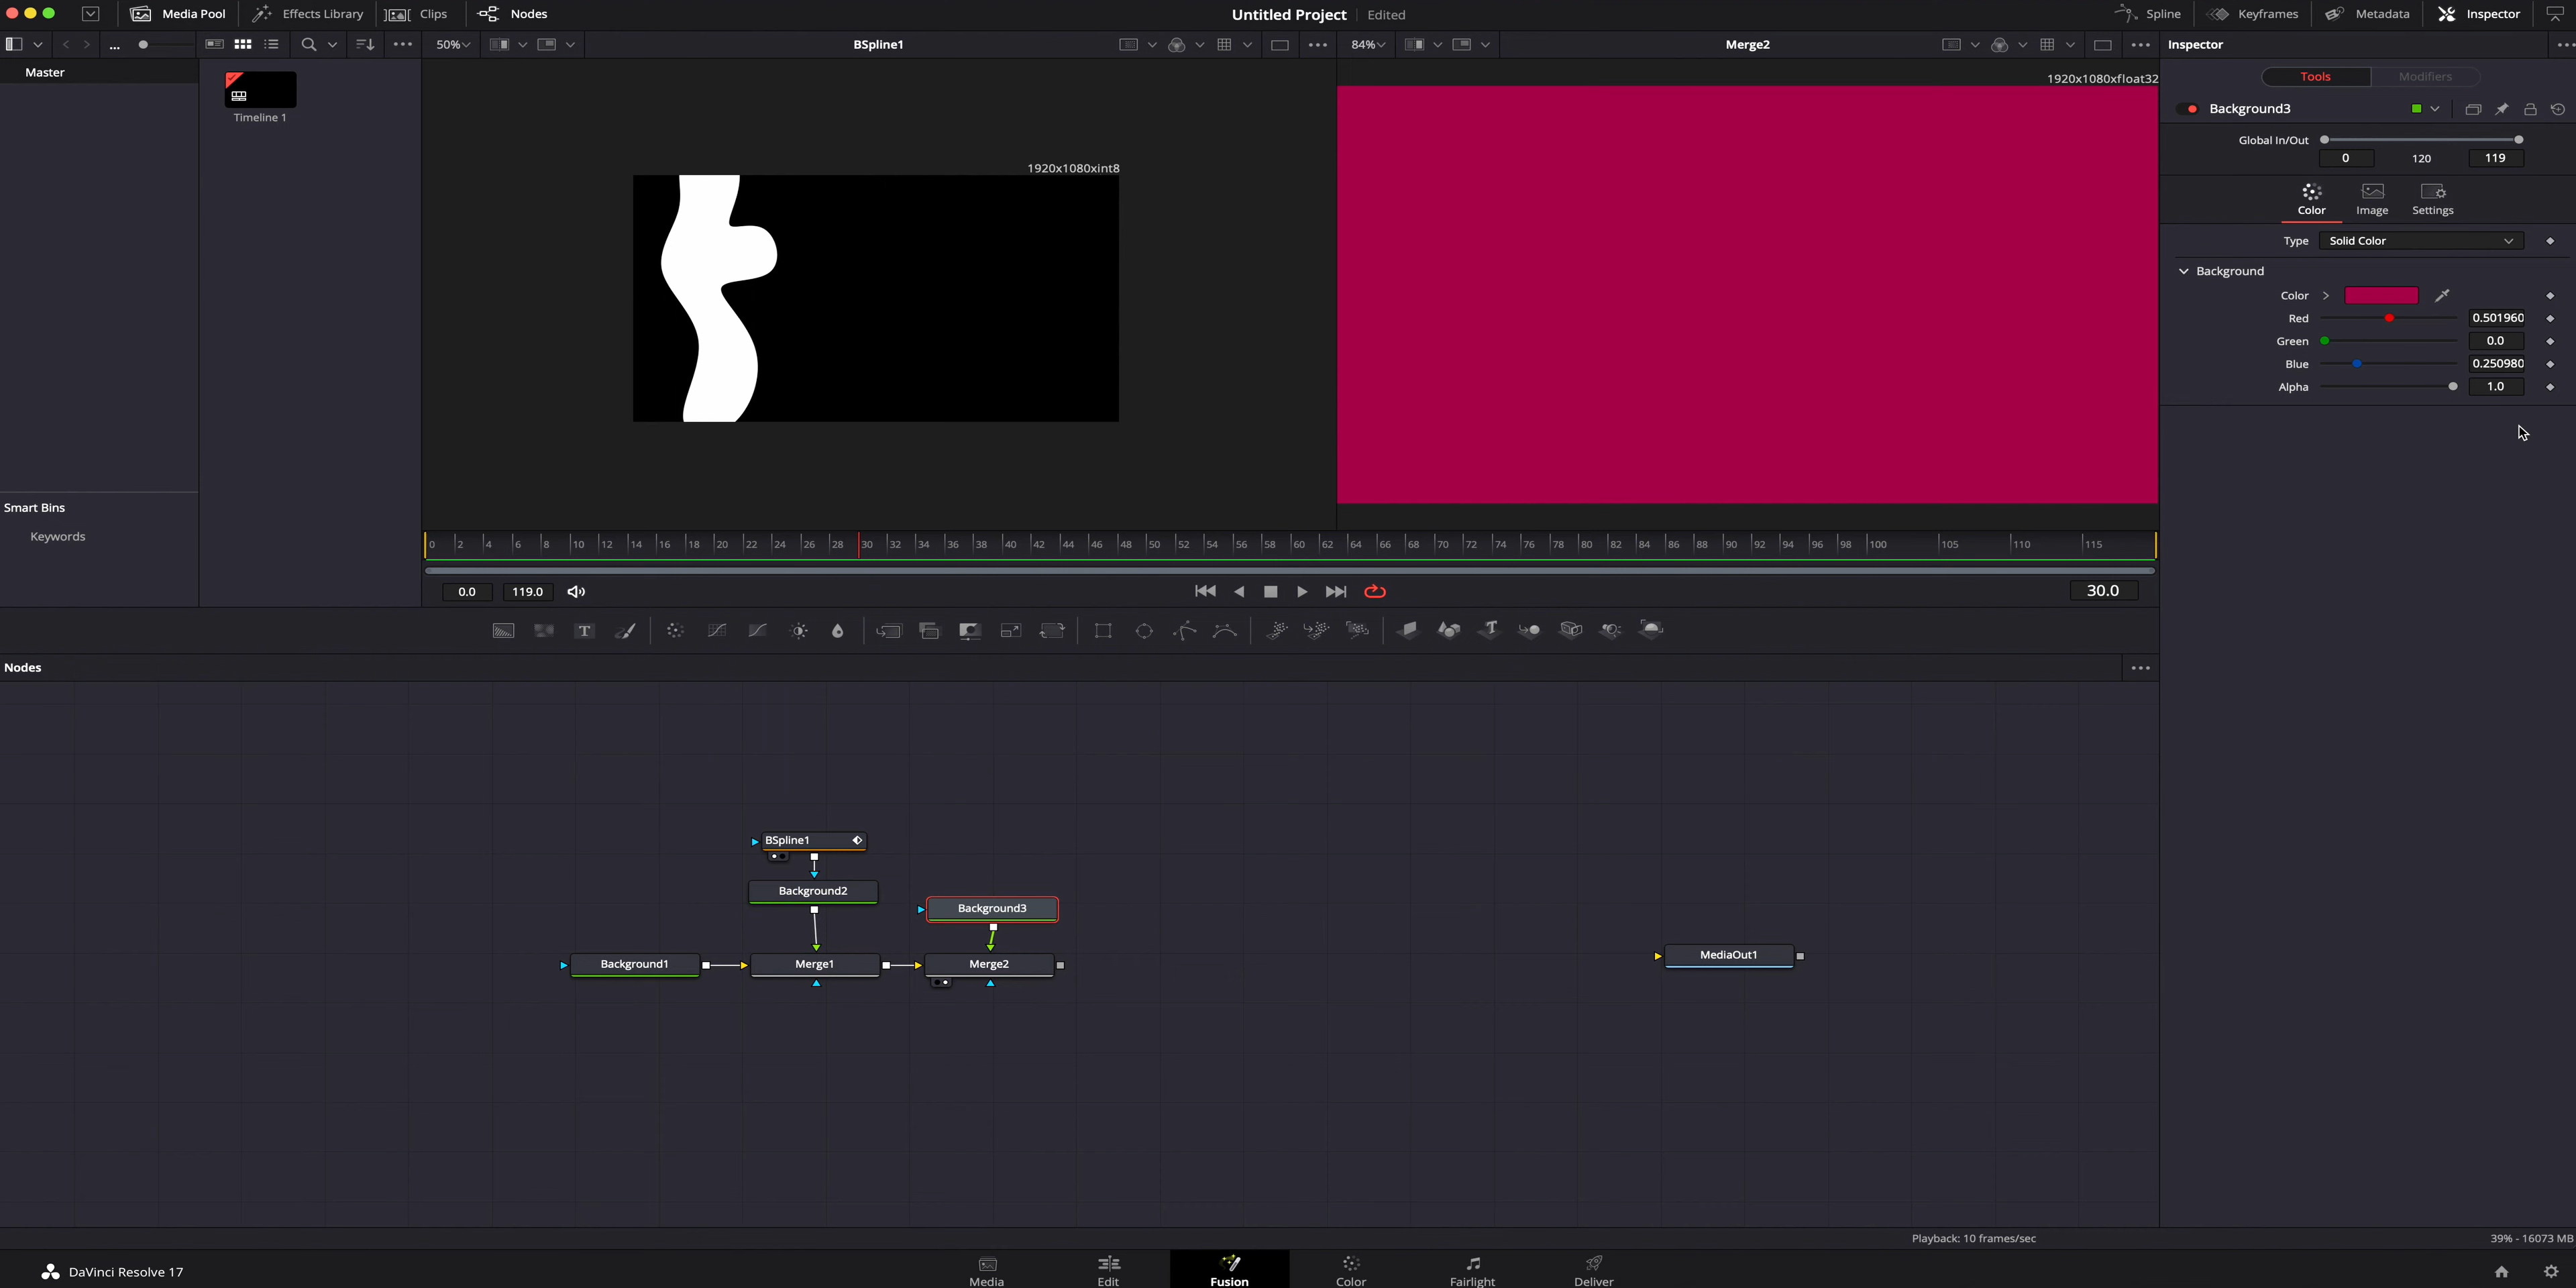 Media Pool Effects Library Clips Nodes Untitled Project Edited Spline Keyframes Metadata Inspector
... 50% BSpline1 84% Merge2 Inspector
Master
Timeline 1
1920x1080xint8
1920x1080xfloat32
Tools Modifiers
Background3
Global In/Out
0 120 119
Color Image Settings
Type Solid Color
Background
Color
Red 0.501960
Green 0.0
Blue 0.250980
Alpha 1.0
Smart Bins
Keywords
0 2 4 6 8 10 12 14 16 18 20 22 24 26 28 30 32 34 36 38 40 42 44 46 48 50 52 54 56 58 60 62 64 66 68 70 72 74 76 78 80 82 84 86 88 90 92 94 96 98 100 105 110 115
0.0 119.0 30.0
Nodes
BSpline1
Background2
Background3
Background1 Merge1 Merge2 MediaOut1
Playback: 10 frames/sec 39% - 16073 MB
DaVinci Resolve 17 Media Edit Fusion Color Fairlight Deliver